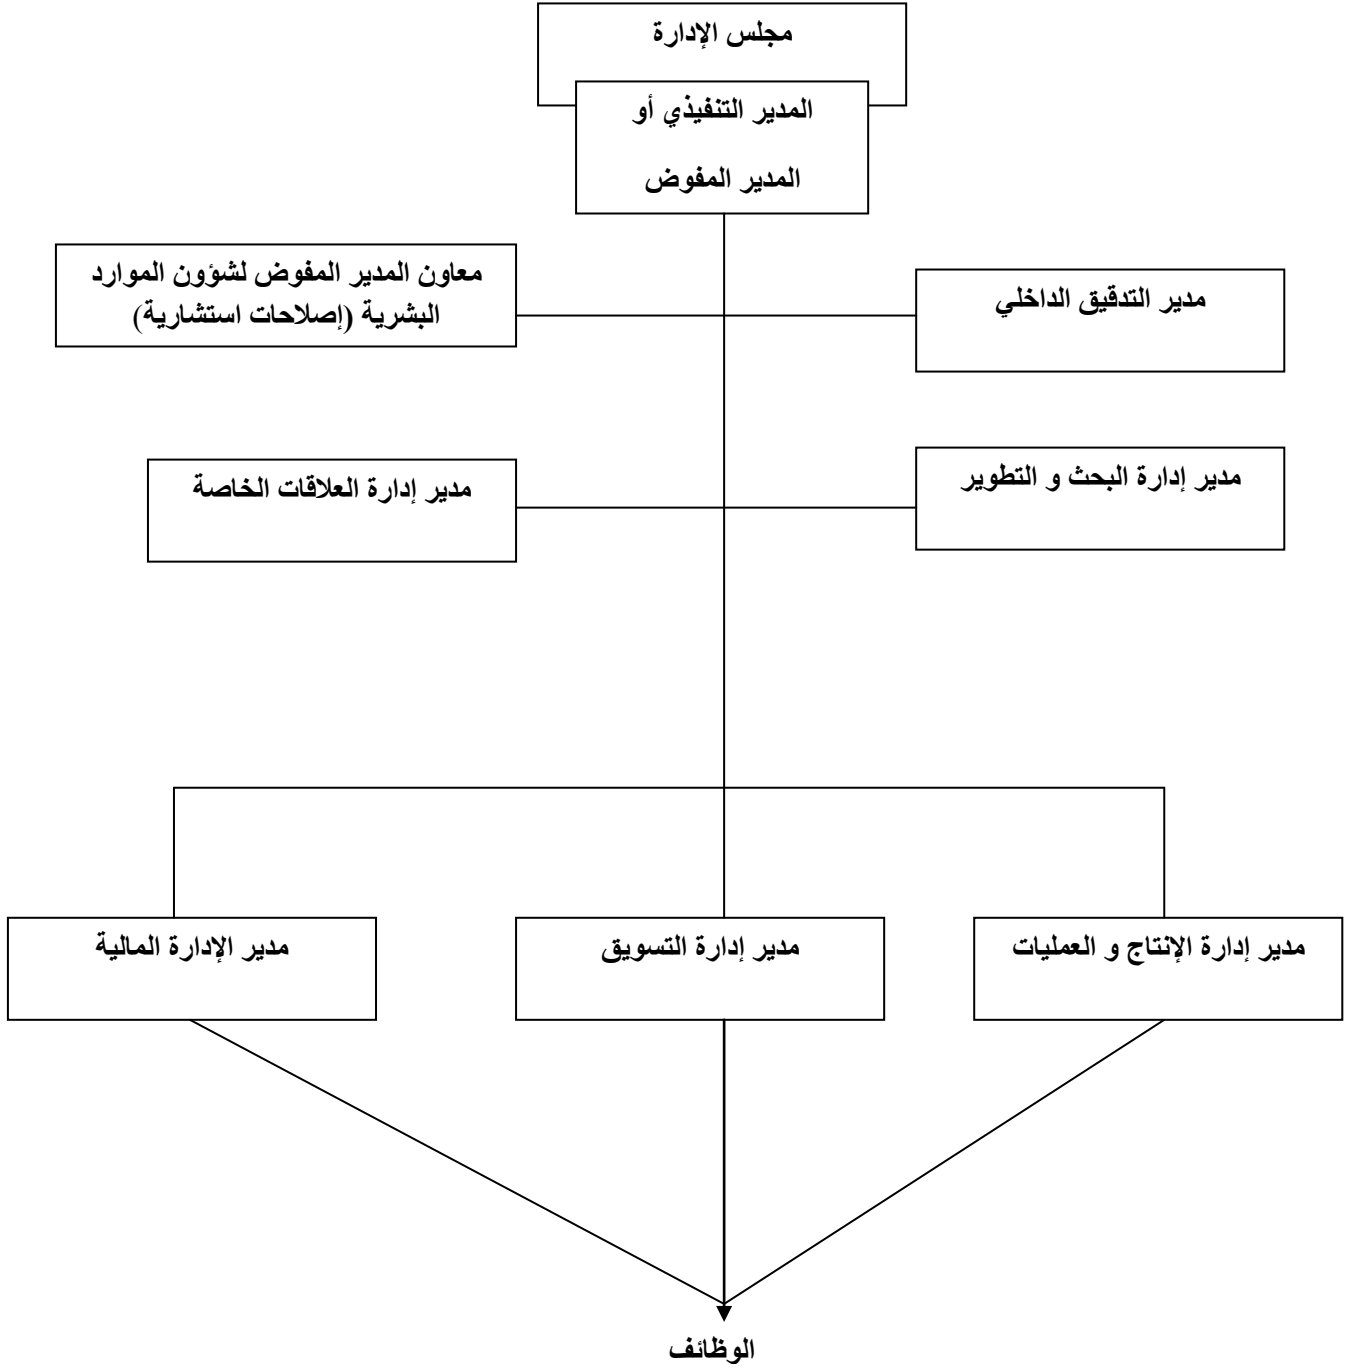 مجلس الإدارة
المدير التنفيذي أو
المدير المفوض
مدير التدقيق الداخلي
معاون المدير المفوض لشؤون الموارد
البشرية (إصلاحات استشارية)
مدير إدارة البحث و التطوير
مدير إدارة العلاقات الخاصة
مدير إدارة الإنتاج و العمليات
مدير إدارة التسويق
مدير الإدارة المالية
الوظائف